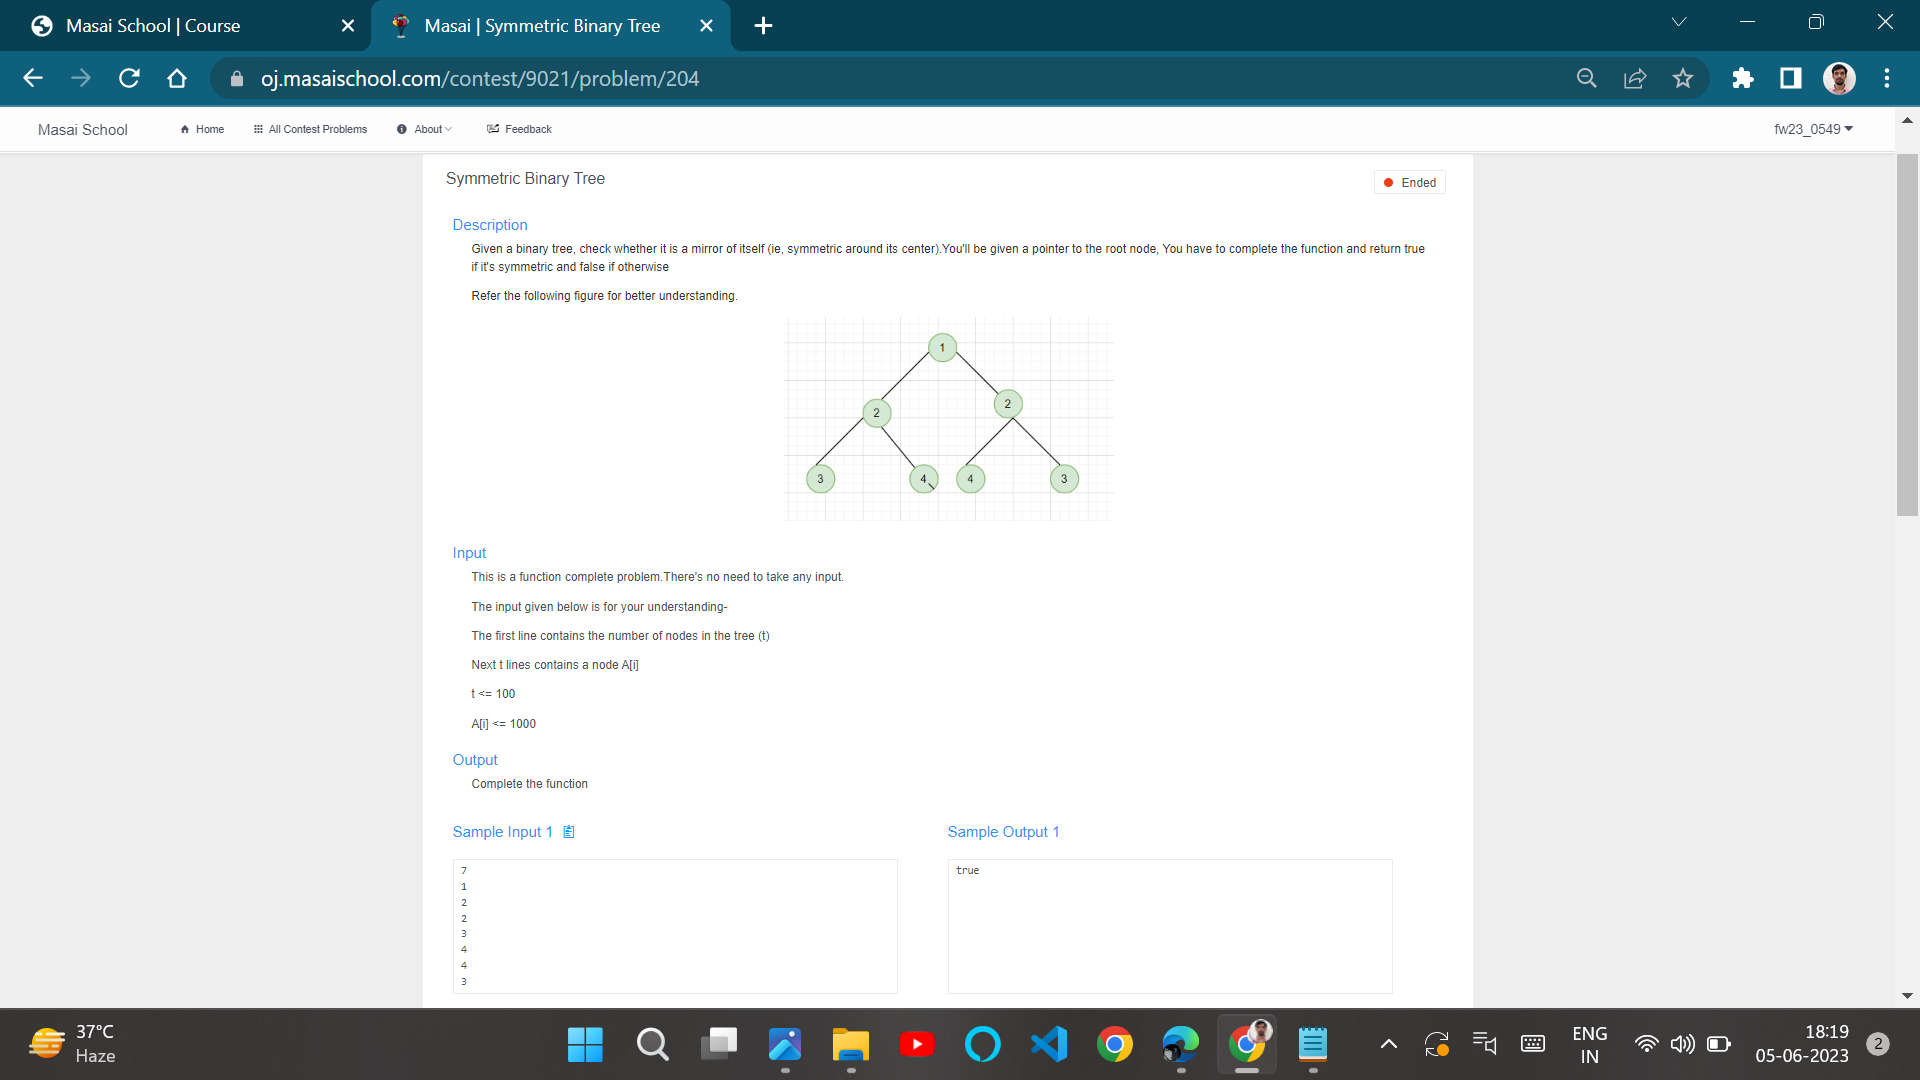 Masai School | Course
Masai | Symmetric Binary Tree
oj.masaischool.com/contest/9021/problem/204
Masai School
Home
All Contest Problems
About
Feedback
fw23_0549
Symmetric Binary Tree
Ended
Description
Given a binary tree, check whether it is a mirror of itself (ie, symmetric around its center).You'll be given a pointer to the root node, You have to complete the function and return true
if it's symmetric and false if otherwise
Refer the following figure for better understanding.
1
2
2
3
4
4
3
Input
This is a function complete problem.There's no need to take any input.
The input given below is for your understanding-
The first line contains the number of nodes in the tree (t)
Next t lines contains a node A[i]
t <= 100
A[i] <= 1000
Output
Complete the function
Sample Input 1
Sample Output 1
7
1
2
2
3
4
4
3
true
37°C
Haze
ENG
IN
18:19
05-06-2023
2